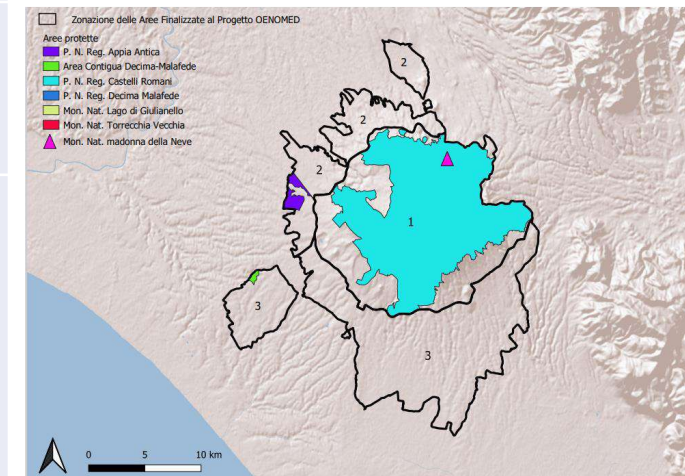 Zonazione delle Aree Finalizzate al Progetto OENOMED
Aree protette
P. N. Reg. Appia Antica
Area Contigua Decima-Malafede
P. N. Reg. Castelli Romani
P. N. Reg. Decima Malafede
Mon. Nat. Lago di Giulianello
Mon. Nat. Torrecchia Vecchia
Mon. Nat. madonna della Neve
2
2
2
1
3
3
0 5 10 km